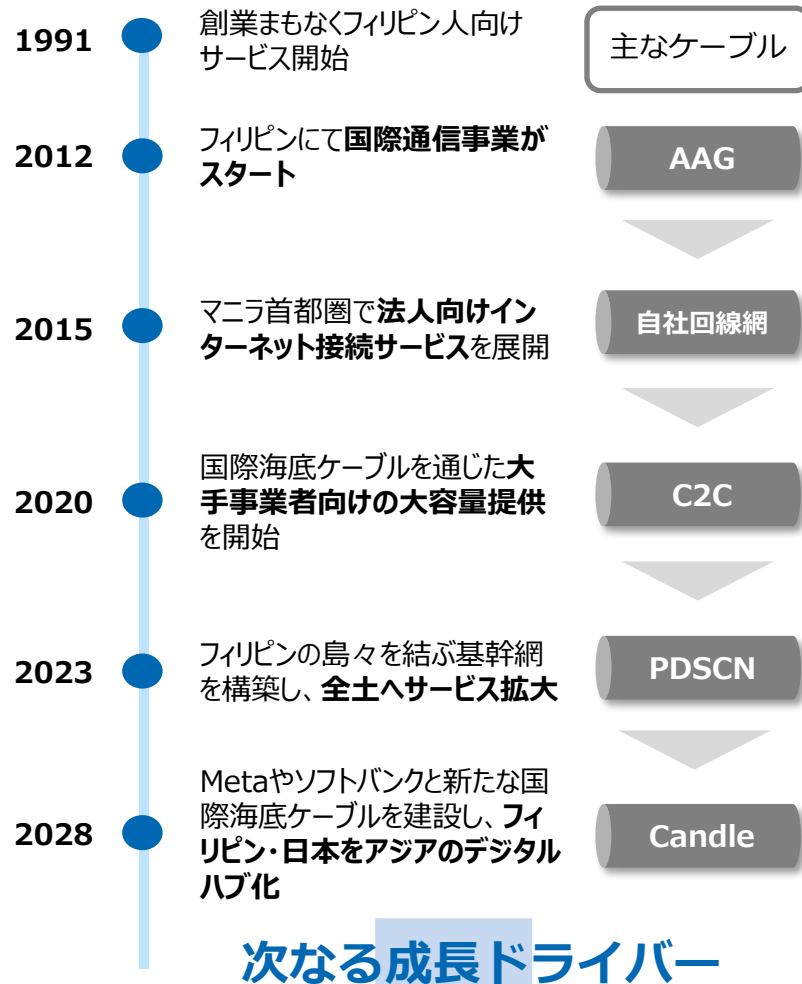 1991
創業まもなくフィリピン人向け
サービス開始
主なケーブル
2012
フィリピンにて国際通信事業が
スタート
AAG
2015
マニラ首都圏で法人向けイン
ターネット接続サービスを展開
自社回線網
2020
国際海底ケーブルを通じた大
手事業者向けの大容量提供
を開始
C2C
2023
フィリピンの島々を結ぶ基幹網
を構築し、全土へサービス拡大
PDSCN
2028
Metaやソフトバンクと新たな国
際海底ケーブルを建設し、フィ
リピン・日本をアジアのデジタル
ハブ化
Candle
次なる成長ドライバー